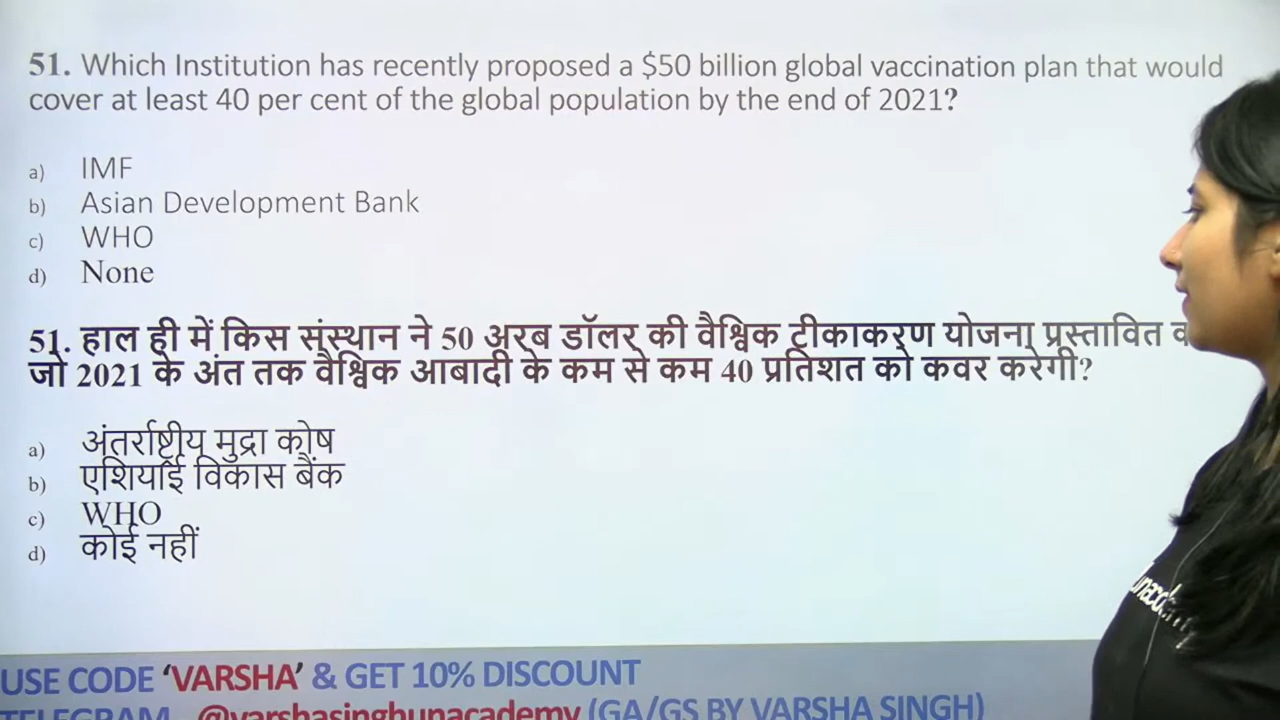 51. Which Institution has recently proposed a $50 billion global vaccination plan that would
cover at least 40 per cent of the global population by the end of 2021?
a) IMF
b) Asian Development Bank
c) WHO
d) None
51. हाल ही में किस संस्थान ने 50 अरब डॉलर की वैश्विक टीकाकरण योजना प्रस्तावित
जो 2021 के अंत तक वैश्विक आबादी के कम से कम 40 प्रतिशत को कवर करेगी?
a) अंतर्राष्ट्रीय मुद्रा कोष
b) एशियाई विकास बैंक
c) WHO
d) कोई नहीं
USE CODE ‘VARSHA’ & GET 10% DISCOUNT
TELEGRAM @varshasinghunacademy (GA/GS BY VARSHA SINGH)